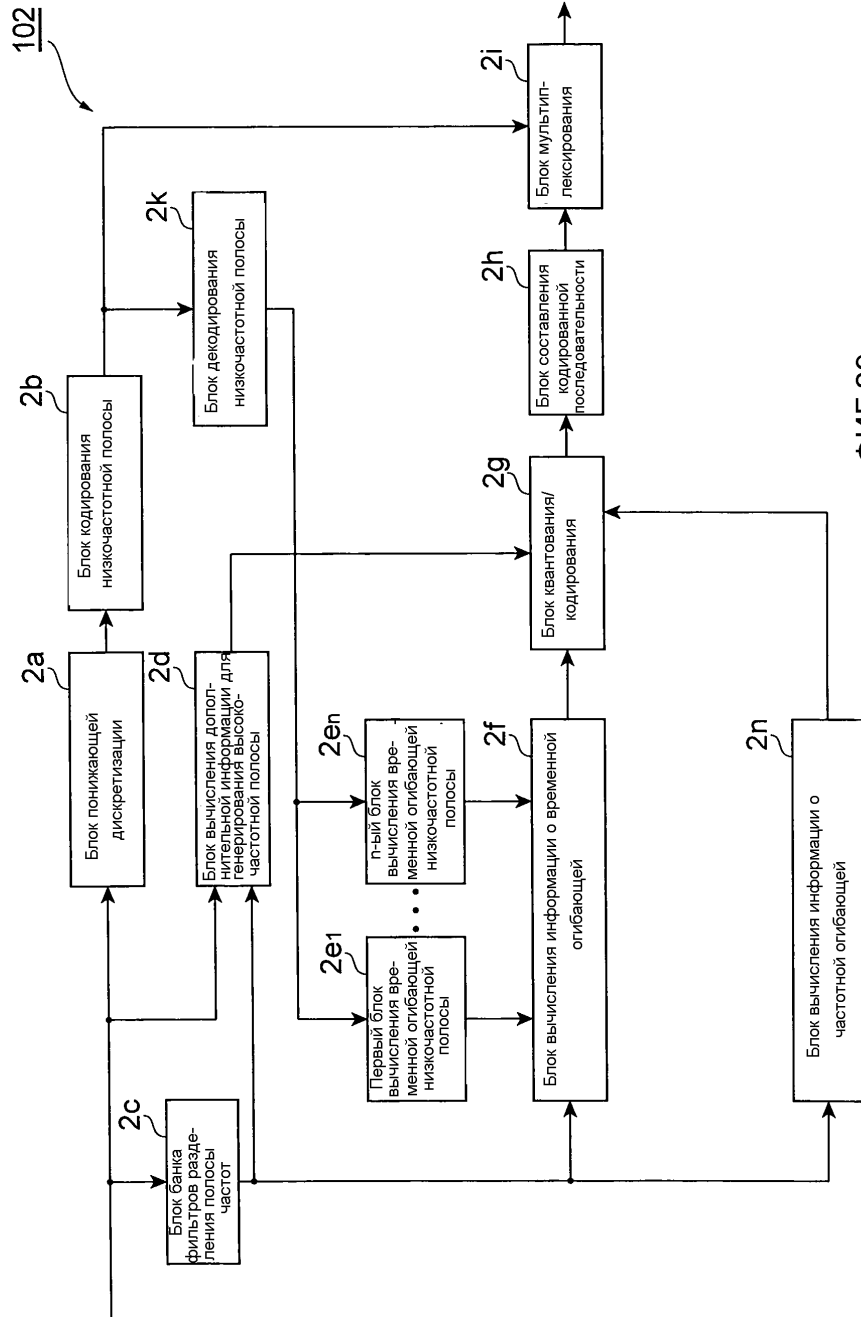 102
2a
Блок понижающей
дискретизации
2b
Блок кодирования
низкочастотной полосы
2k
Блок декодирования
низкочастотной полосы
2i
Блок мультип-
лексирования
2c
Блок банка
фильтров разде-
ления полосы
частот
2d
Блок вычисления допол-
нительной информации для
генерирования высоко-
частотной полосы
2e1
Первый блок
вычисления вре-
менной огибающей
низкочастотной
полосы
2en
n-ый блок
вычисления вре-
менной огибающей
низкочастотной
полосы
2f
Блок вычисления информации о временной
огибающей
2g
Блок квантования/
кодирования
2h
Блок составления
кодированной
последовательности
2n
Блок вычисления информации о
частотной огибающей